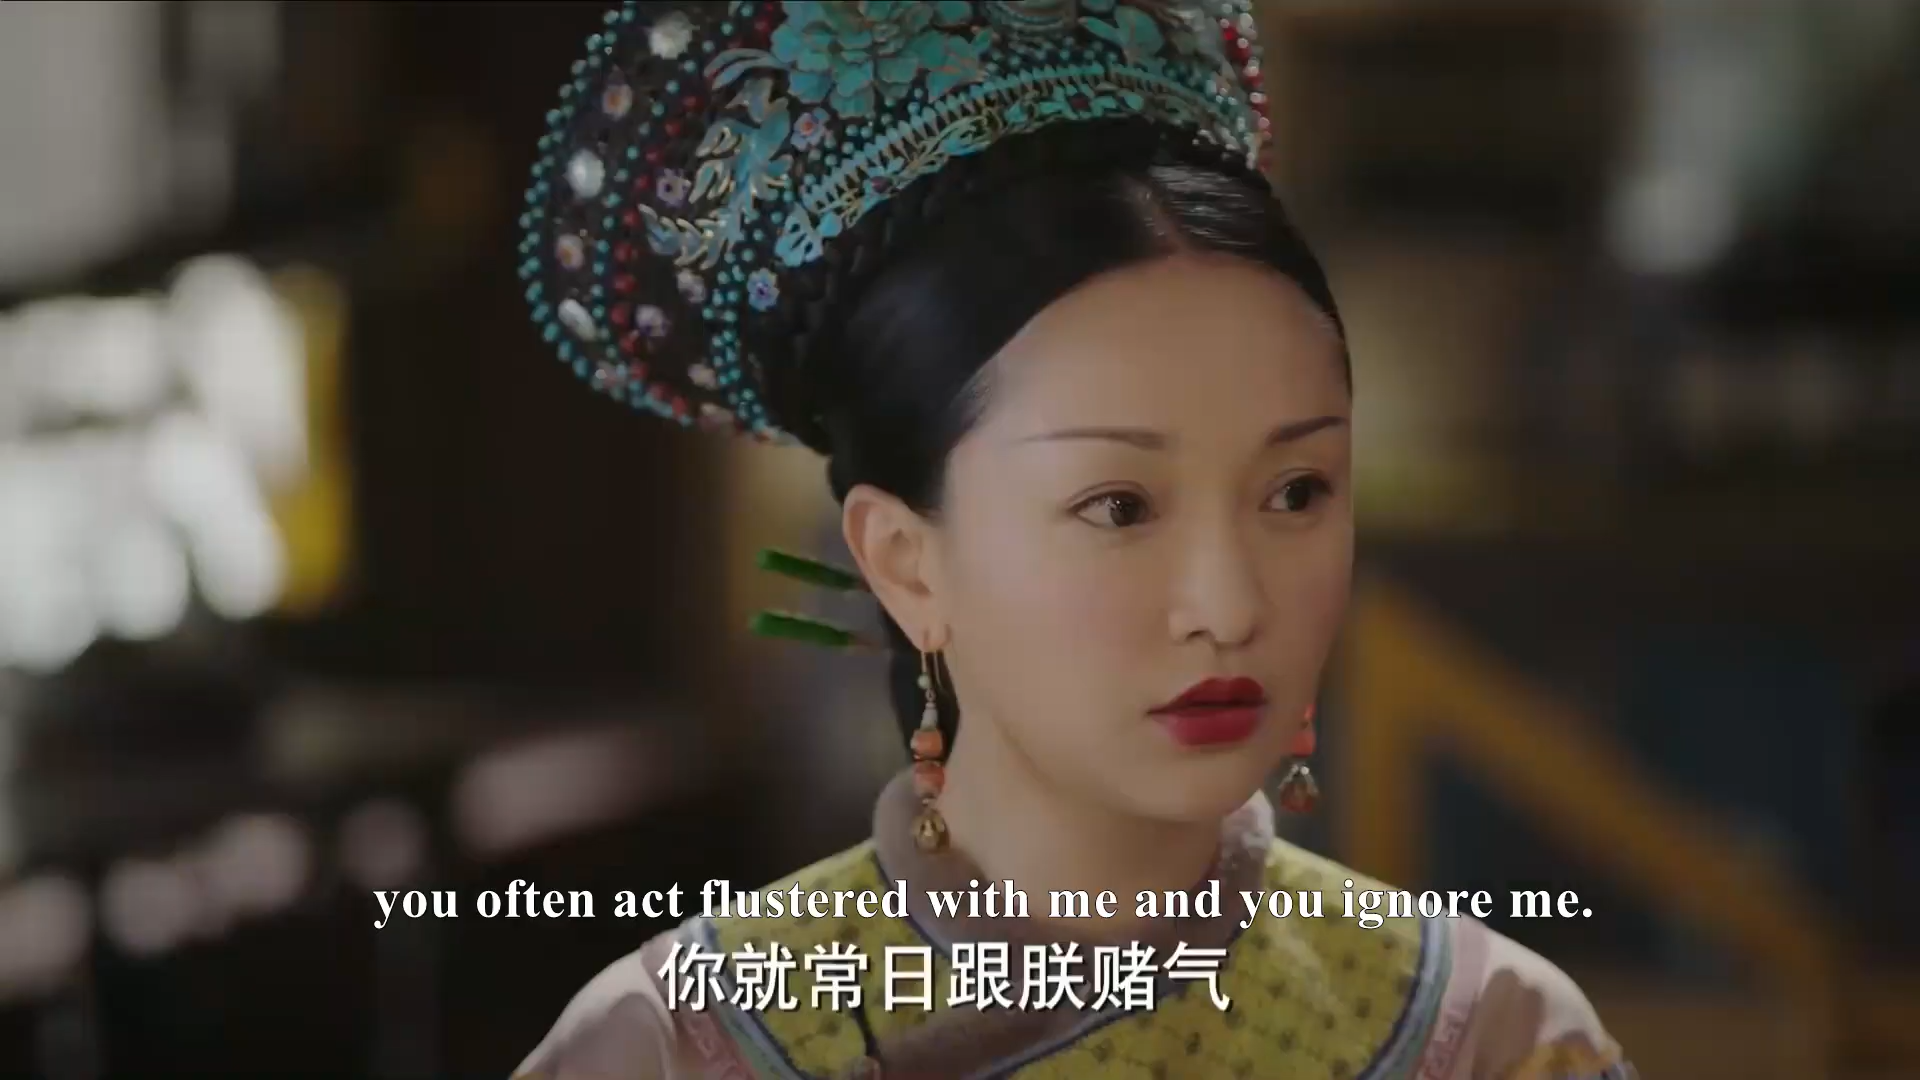 you often act flustered with me and you ignore me.
你就常日跟朕赌气